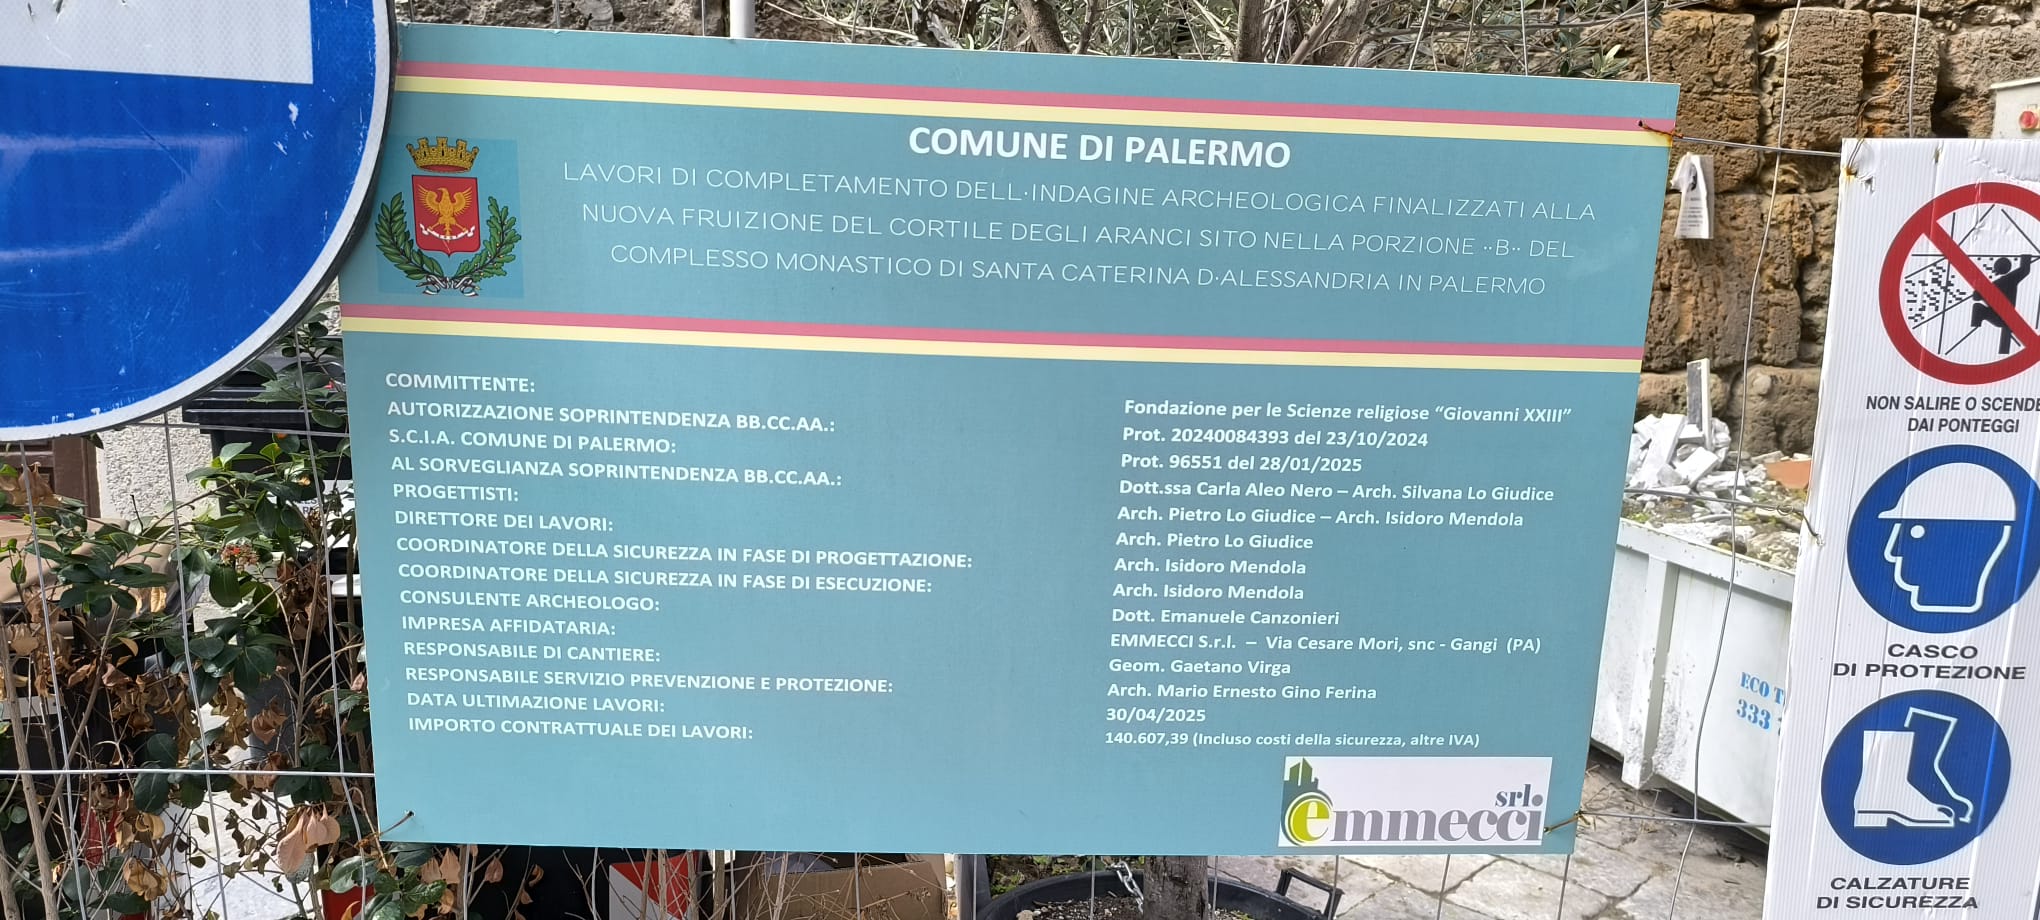 COMUNE DI PALERMO
LAVORI DI COMPLETAMENTO DELL·INDAGINE ARCHEOLOGICA FINALIZZATI ALLA
NUOVA FRUIZIONE DEL CORTILE DEGLI ARANCI SITO NELLA PORZIONE ··B·· DEL
COMPLESSO MONASTICO DI SANTA CATERINA D·ALESSANDRIA IN PALERMO
COMMITTENTE: Fondazione per le Scienze religiose “Giovanni XXIII”
AUTORIZZAZIONE SOPRINTENDENZA BB.CC.AA.: Prot. 20240084393 del 23/10/2024
S.C.I.A. COMUNE DI PALERMO: Prot. 96551 del 28/01/2025
AL SORVEGLIANZA SOPRINTENDENZA BB.CC.AA.: Dott.ssa Carla Aleo Nero – Arch. Silvana Lo Giudice
PROGETTISTI: Arch. Pietro Lo Giudice – Arch. Isidoro Mendola
DIRETTORE DEI LAVORI: Arch. Pietro Lo Giudice
COORDINATORE DELLA SICUREZZA IN FASE DI PROGETTAZIONE: Arch. Isidoro Mendola
COORDINATORE DELLA SICUREZZA IN FASE DI ESECUZIONE: Arch. Isidoro Mendola
CONSULENTE ARCHEOLOGO: Dott. Emanuele Canzonieri
IMPRESA AFFIDATARIA: EMMECCI S.r.l. – Via Cesare Mori, snc - Gangi (PA)
RESPONSABILE DI CANTIERE: Geom. Gaetano Virga
RESPONSABILE SERVIZIO PREVENZIONE E PROTEZIONE: Arch. Mario Ernesto Gino Ferina
DATA ULTIMAZIONE LAVORI: 30/04/2025
IMPORTO CONTRATTUALE DEI LAVORI: 140.607,39 (Incluso costi della sicurezza, altre IVA)
emmecci srl.
NON SALIRE O SCENDE
DAI PONTEGGI
CASCO
DI PROTEZIONE
CALZATURE
DI SICUREZZA
ECO T
333